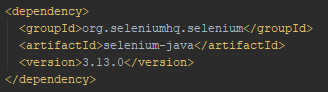 <dependency>
  <groupId>org.seleniumhq.selenium</groupId>
  <artifactId>selenium-java</artifactId>
  <version>3.13.0</version>
</dependency>